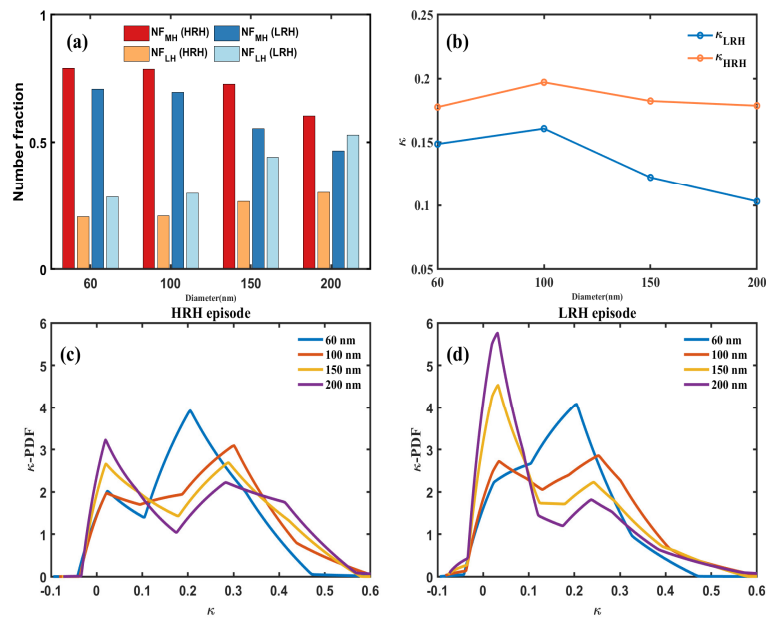 (a)
NF_MH (HRH) NF_MH (LRH)
NF_LH (HRH) NF_LH (LRH)
Number fraction
1
0.5
0
60 100 150 200
Diameter(nm)
(b)
κ_LRH
κ_HRH
κ
0.25
0.2
0.15
0.1
0.05
60 100 150 200
Diameter(nm)
HRH episode
(c)
60 nm
100 nm
150 nm
200 nm
κ-PDF
6
5
4
3
2
1
0
-0.1 0 0.1 0.2 0.3 0.4 0.5 0.6
κ
LRH episode
(d)
60 nm
100 nm
150 nm
200 nm
κ-PDF
6
5
4
3
2
1
0
-0.1 0 0.1 0.2 0.3 0.4 0.5 0.6
κ